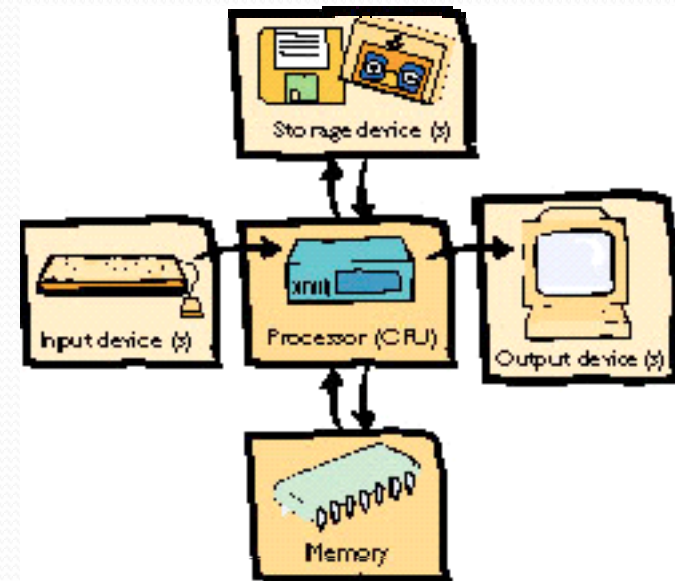 Storage device (s)
Input device (s)
Processor (CPU)
Output device (s)
Memory